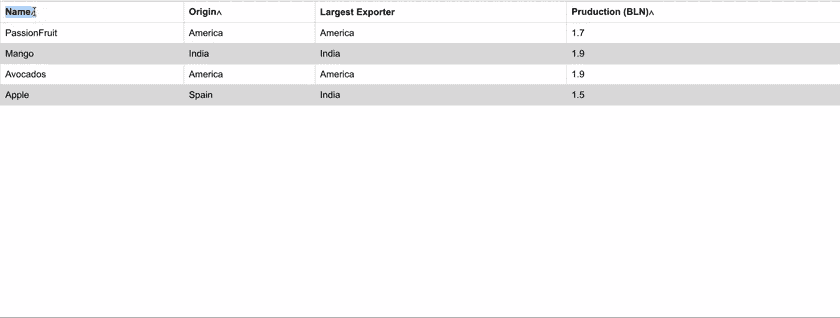 Name^ Origin^ Largest Exporter Pruduction (BLN)^
PassionFruit America America 1.7
Mango India India 1.9
Avocados America America 1.9
Apple Spain India 1.5